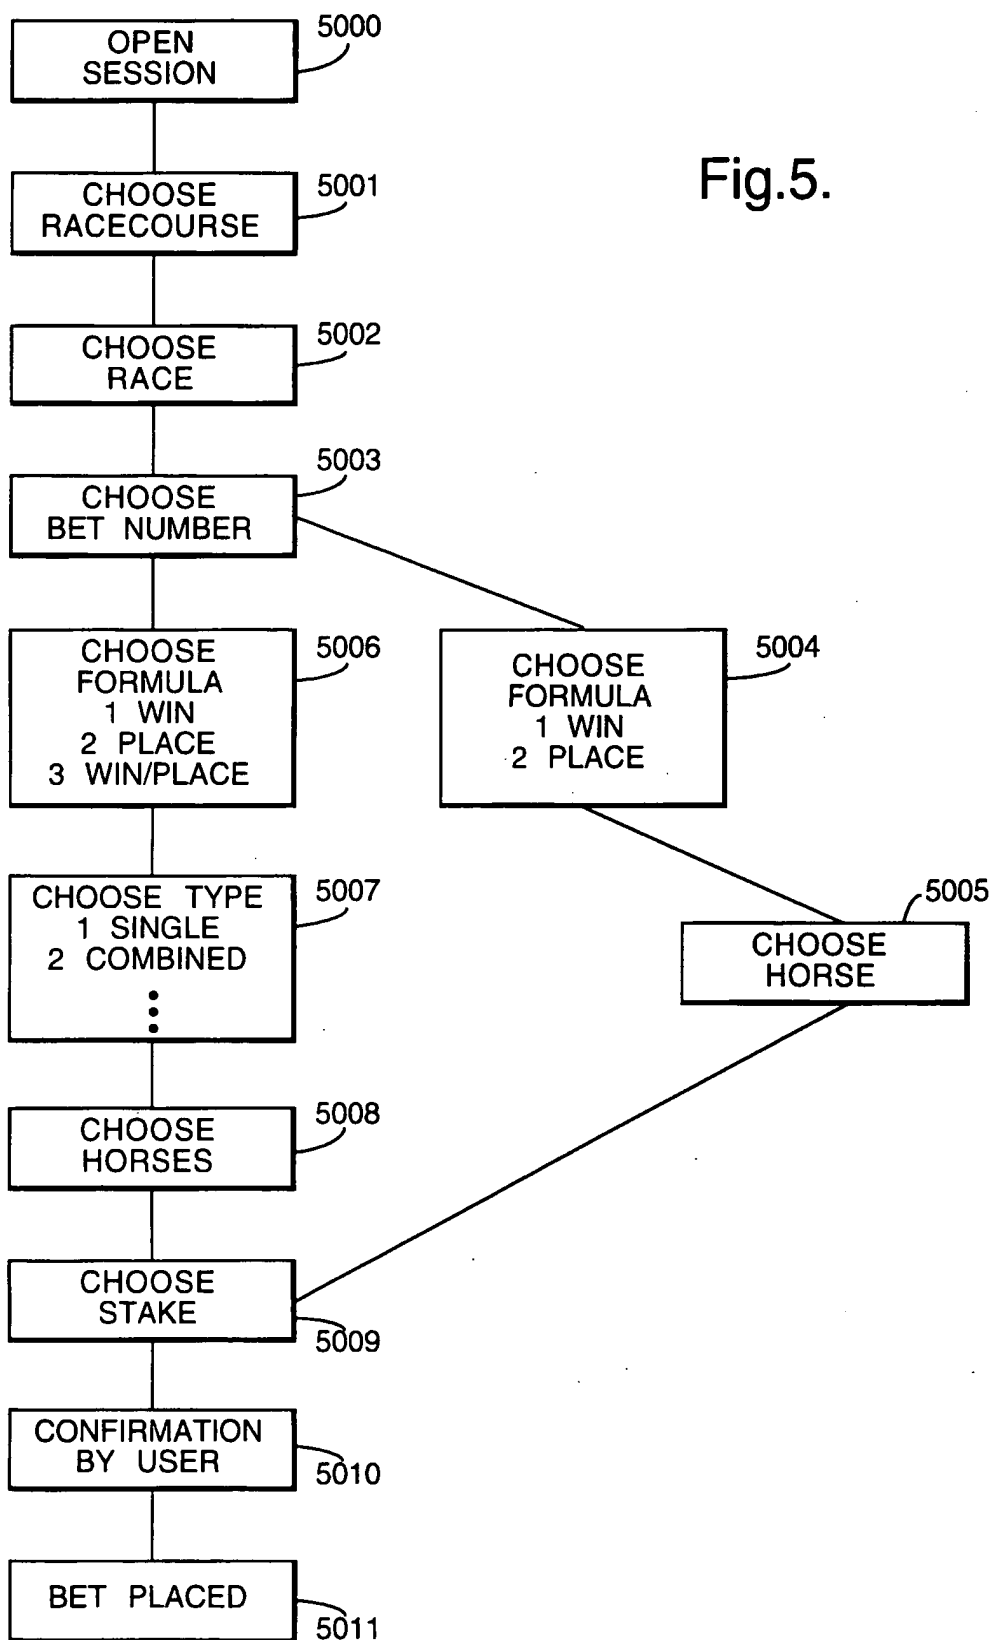 5000
OPEN
SESSION
Fig.5.
5001
CHOOSE
RACECOURSE
5002
CHOOSE
RACE
5003
CHOOSE
BET NUMBER
5006
CHOOSE
FORMULA
1 WIN
2 PLACE
3 WIN/PLACE
5004
CHOOSE
FORMULA
1 WIN
2 PLACE
5007
CHOOSE TYPE
1 SINGLE
2 COMBINED
5005
CHOOSE
HORSE
5008
CHOOSE
HORSES
CHOOSE
STAKE
5009
CONFIRMATION
BY USER
5010
BET PLACED
5011